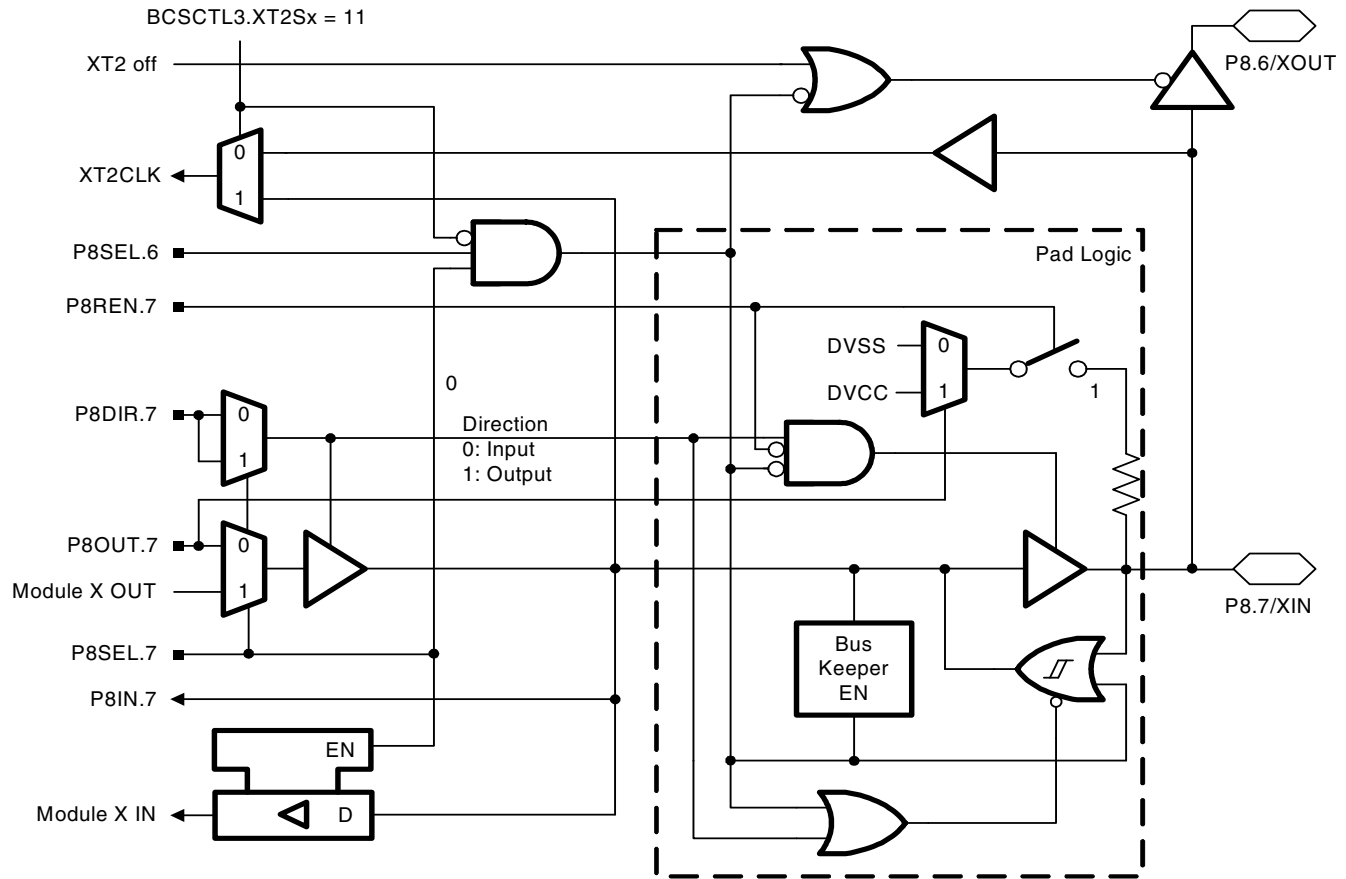 BCSCTL3.XT2Sx = 11
XT2 off
P8.6/XOUT
0
XT2CLK
1
P8SEL.6
Pad Logic
P8REN.7
DVSS
0
DVCC
1
1
0
P8DIR.7
0
1
Direction
0: Input
1: Output
P8OUT.7
0
Module X OUT
1
P8.7/XIN
P8SEL.7
Bus
Keeper
EN
P8IN.7
EN
Module X IN
D